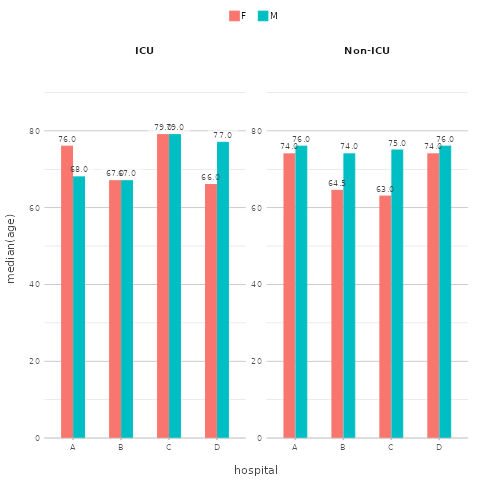 F M
ICU Non-ICU
80 80
60 60
40 40
20 20
0 0
76.0 68.0 67.0 67.0 79.0 79.0 66.0 77.0
74.0 76.0 64.5 74.0 63.0 75.0 74.0 76.0
A B C D A B C D
median(age)
hospital